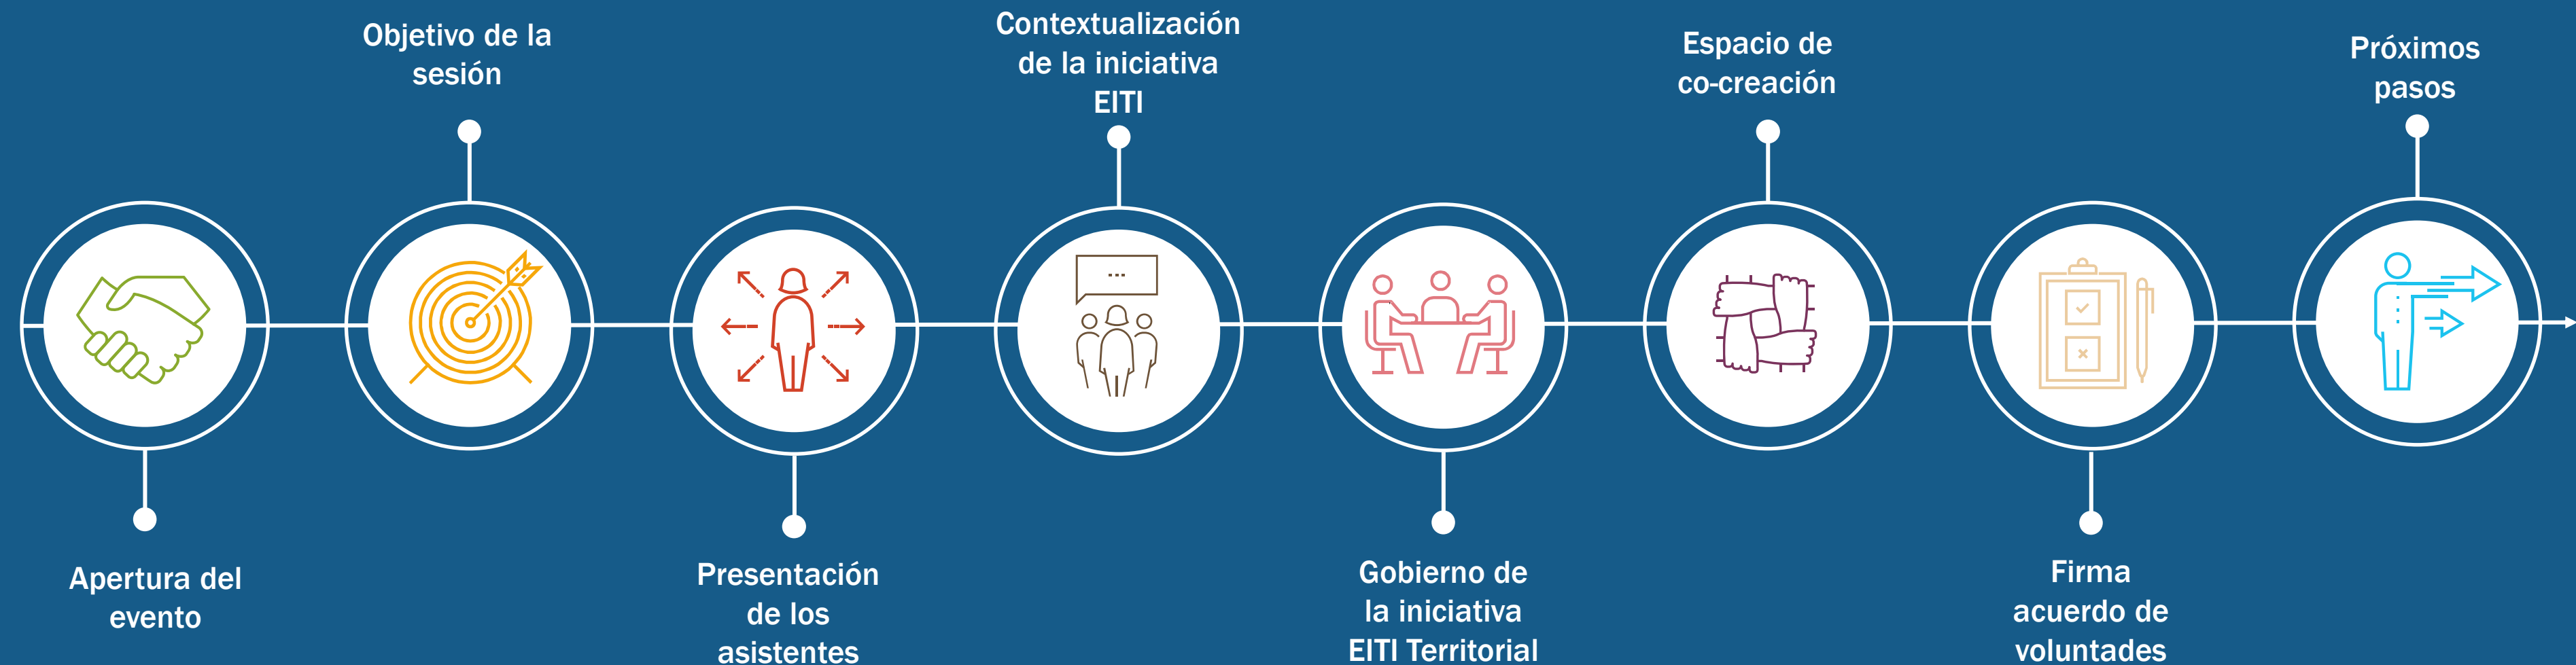 Apertura del
evento
Objetivo de la
sesión
Presentación
de los
asistentes
Contextualización
de la iniciativa
EITI
Gobierno de
la iniciativa
EITI Territorial
Espacio de
co-creación
Firma
acuerdo de
voluntades
Próximos
pasos